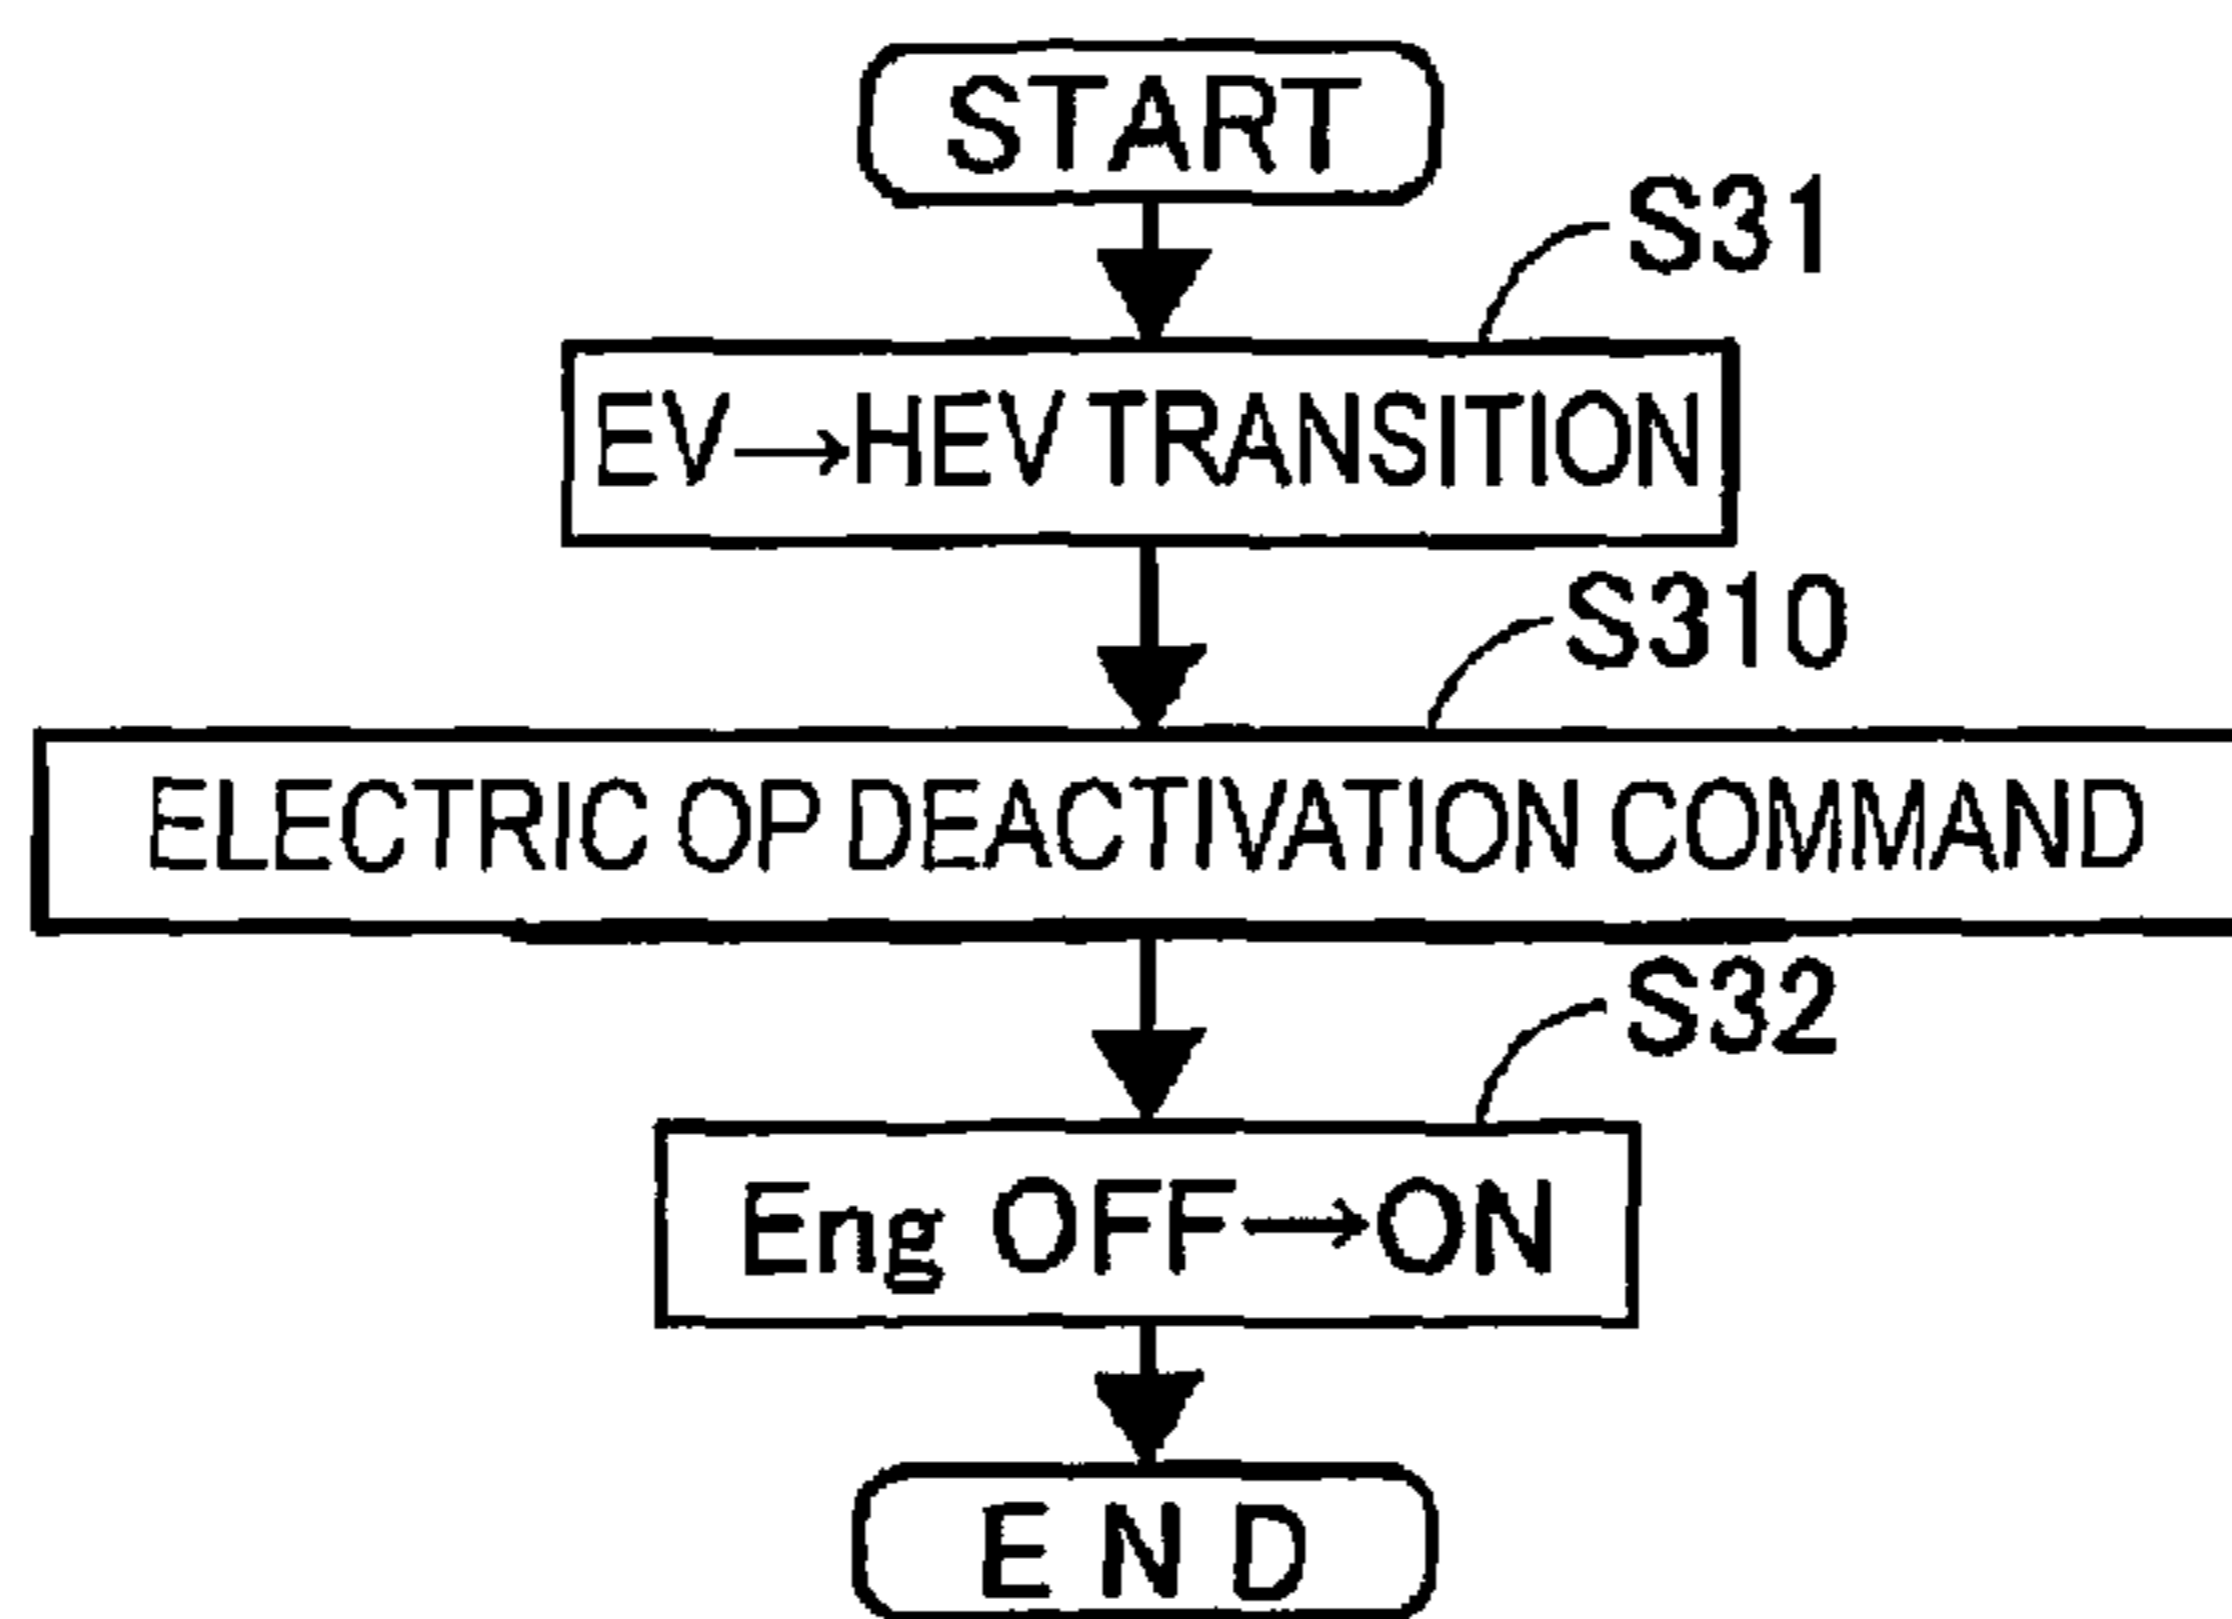 START
S31
EV→HEV TRANSITION
S310
ELECTRIC OP DEACTIVATION COMMAND
S32
Eng OFF→ON
END